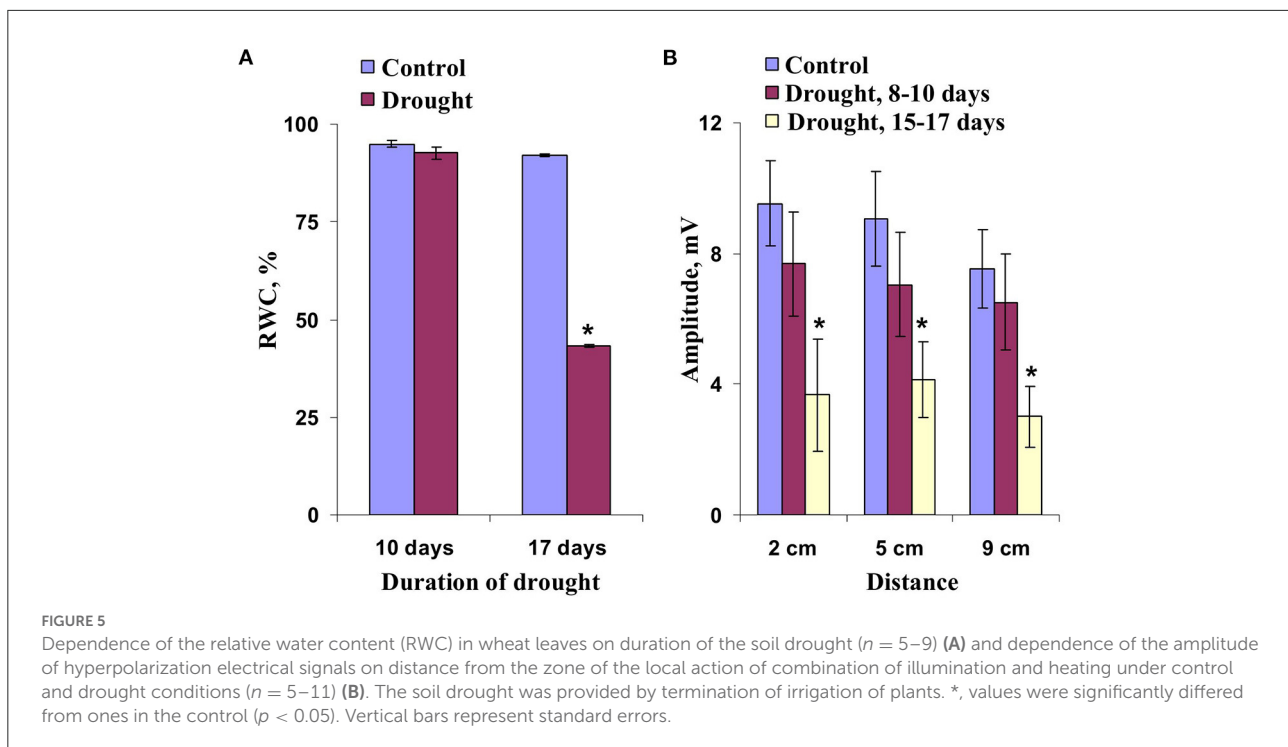 A
Control
Drought
100
75
50
25
0
RWC, %
*
10 days
17 days
Duration of drought
B
Control
Drought, 8-10 days
Drought, 15-17 days
12
8
4
0
Amplitude, mV
*
*
*
2 cm
5 cm
9 cm
Distance
FIGURE 5
Dependence of the relative water content (RWC) in wheat leaves on duration of the soil drought (n = 5–9) (A) and dependence of the amplitude
of hyperpolarization electrical signals on distance from the zone of the local action of combination of illumination and heating under control
and drought conditions (n = 5–11) (B). The soil drought was provided by termination of irrigation of plants. *, values were significantly differed
from ones in the control (p < 0.05). Vertical bars represent standard errors.